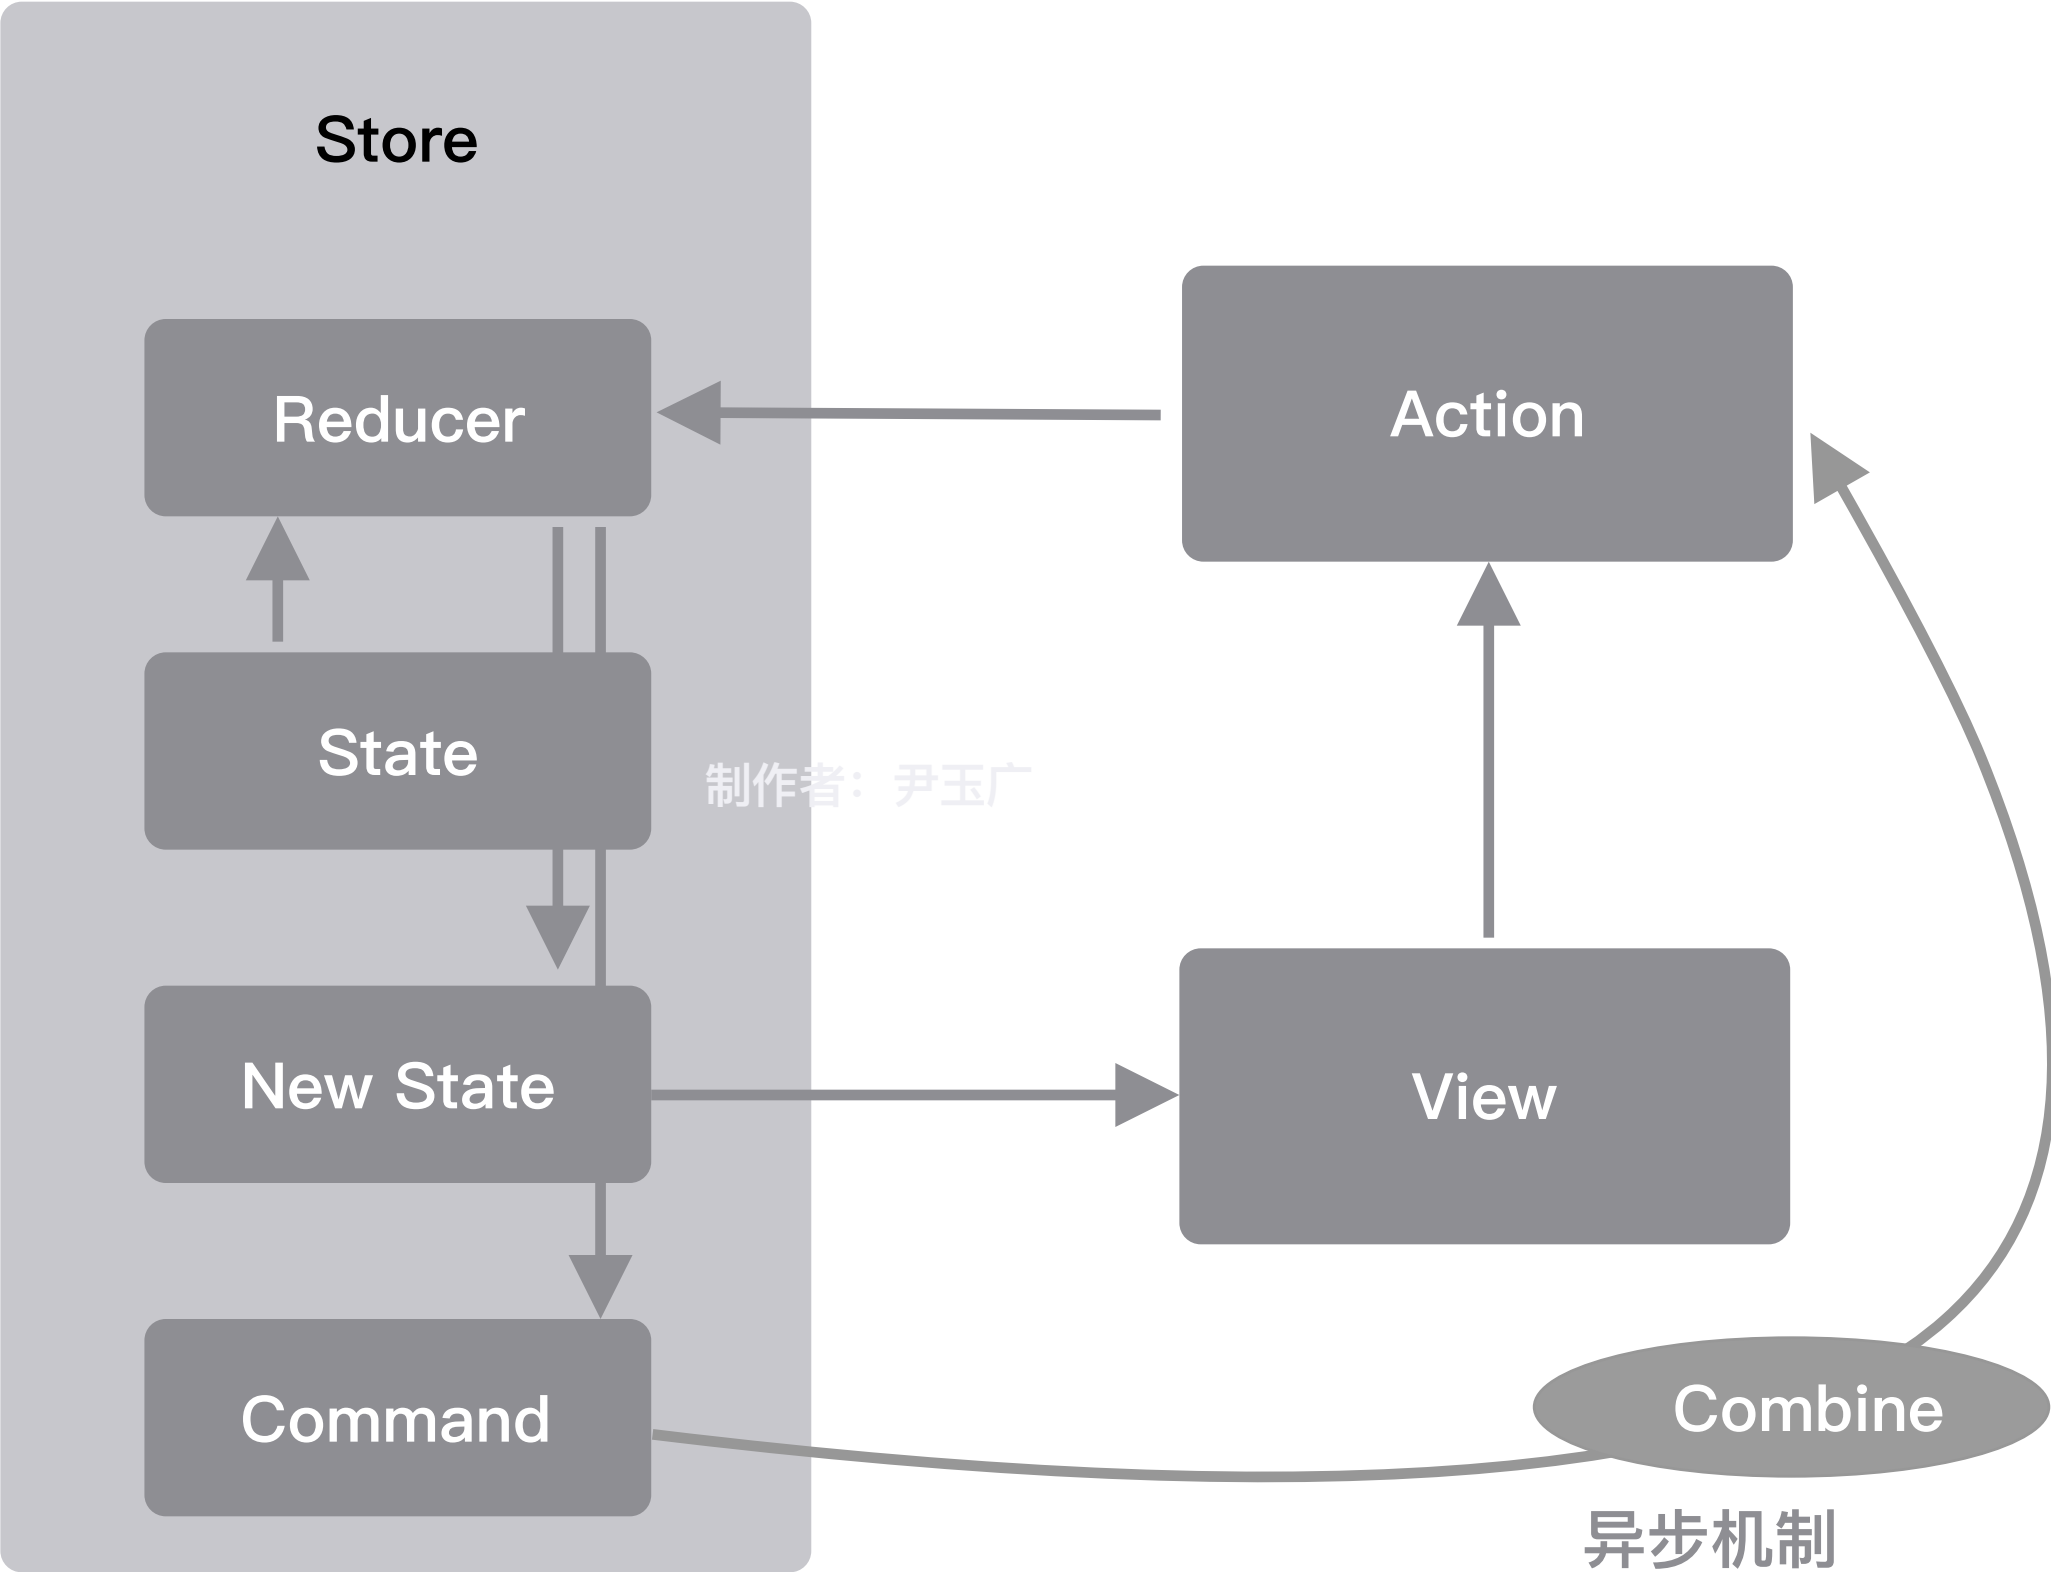 Store
Reducer
Action
State
制作者：尹玉广
New State
View
Command
Combine
异步机制